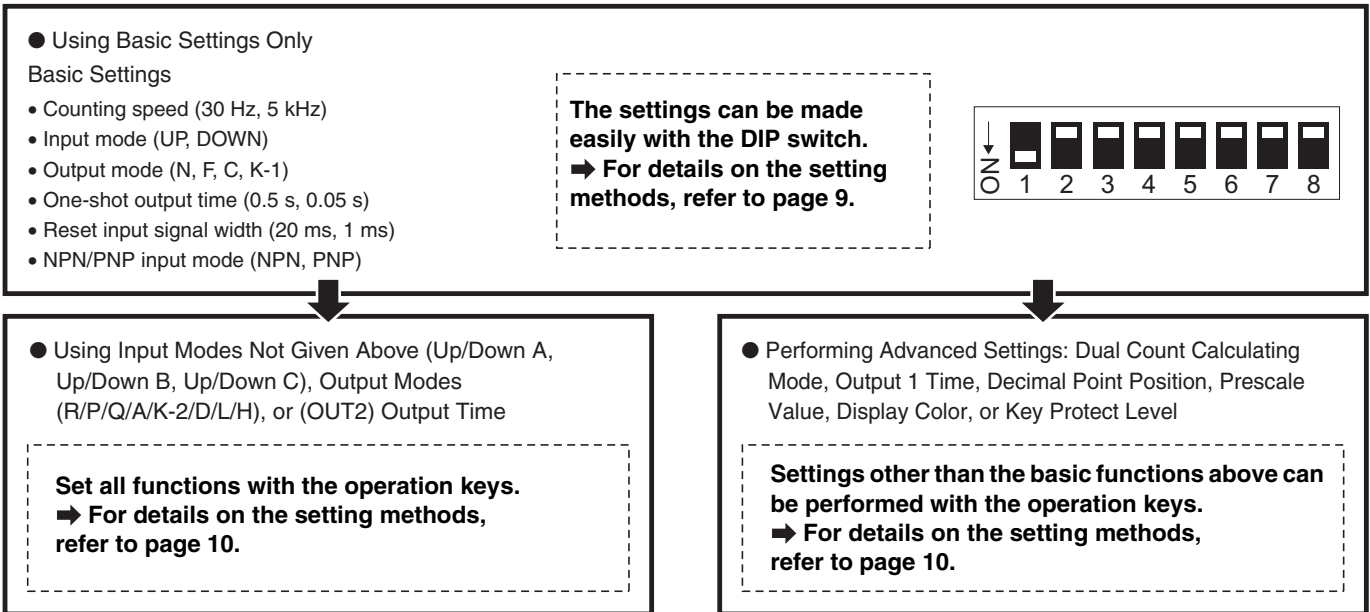 ● Using Basic Settings Only
Basic Settings
• Counting speed (30 Hz, 5 kHz)
• Input mode (UP, DOWN)
• Output mode (N, F, C, K-1)
• One-shot output time (0.5 s, 0.05 s)
• Reset input signal width (20 ms, 1 ms)
• NPN/PNP input mode (NPN, PNP)
The settings can be made
easily with the DIP switch.
➡ For details on the setting
methods, refer to page 9.
ON
1 2 3 4 5 6 7 8
● Using Input Modes Not Given Above (Up/Down A,
Up/Down B, Up/Down C), Output Modes
(R/P/Q/A/K-2/D/L/H), or (OUT2) Output Time
Set all functions with the operation keys.
➡ For details on the setting methods,
refer to page 10.
● Performing Advanced Settings: Dual Count Calculating
Mode, Output 1 Time, Decimal Point Position, Prescale
Value, Display Color, or Key Protect Level
Settings other than the basic functions above can
be performed with the operation keys.
➡ For details on the setting methods,
refer to page 10.